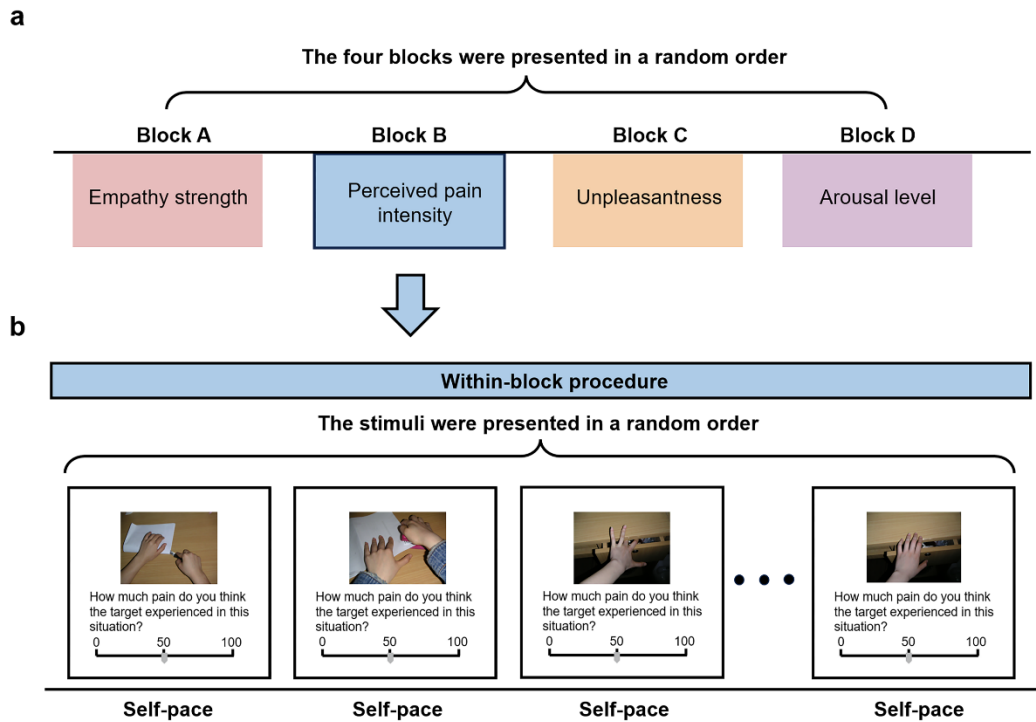 a
The four blocks were presented in a random order
Block A
Block B
Block C
Block D
Empathy strength
Perceived pain
intensity
Unpleasantness
Arousal level
b
Within-block procedure
The stimuli were presented in a random order
How much pain do you think
the target experienced in this
situation?
0 50 100
How much pain do you think
the target experienced in this
situation?
0 50 100
How much pain do you think
the target experienced in this
situation?
0 50 100
How much pain do you think
the target experienced in this
situation?
0 50 100
Self-pace
Self-pace
Self-pace
Self-pace